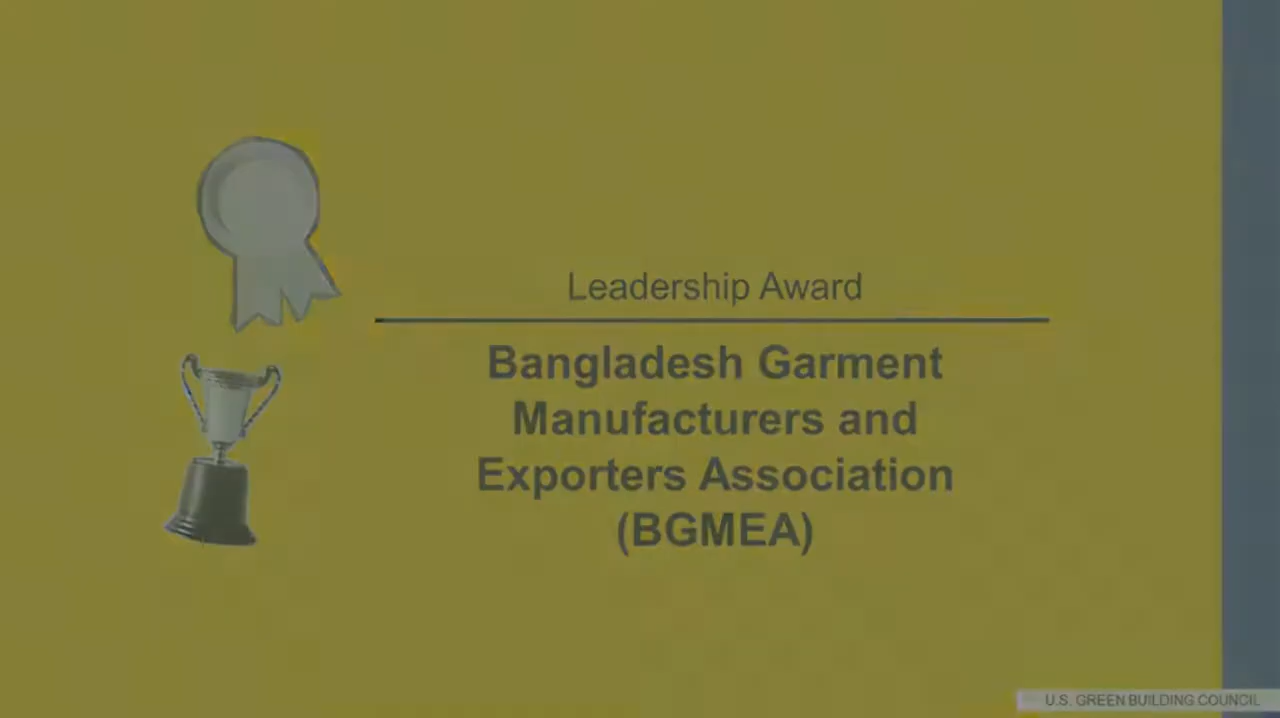 Leadership Award
Bangladesh Garment
Manufacturers and
Exporters Association
(BGMEA)
U.S. GREEN BUILDING COUNCIL